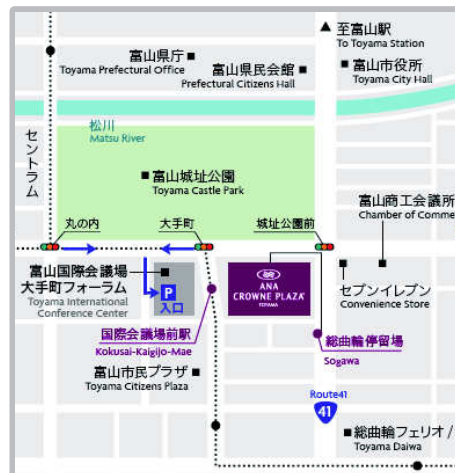 至富山駅
To Toyama Station
富山県庁
Toyama Prefectural Office
富山県民会館
Prefectural Citizens Hall
富山市役所
Toyama City Hall
セントラム
松川
Matsu River
富山城址公園
Toyama Castle Park
富山商工会議所
Chamber of Comme
丸の内
大手町
城址公園前
富山国際会議場
大手町フォーラム
Toyama International
Conference Center
P
入口
ANA
CROWNE PLAZA
TOYAMA
セブンイレブン
Convenience Store
国際会議場前駅
Kokusai-Kaigijo-Mae
総曲輪停留場
Sogawa
富山市民プラザ
Toyama Citizens Plaza
Route41
41
総曲輪フェリオ /
Toyama Daiwa